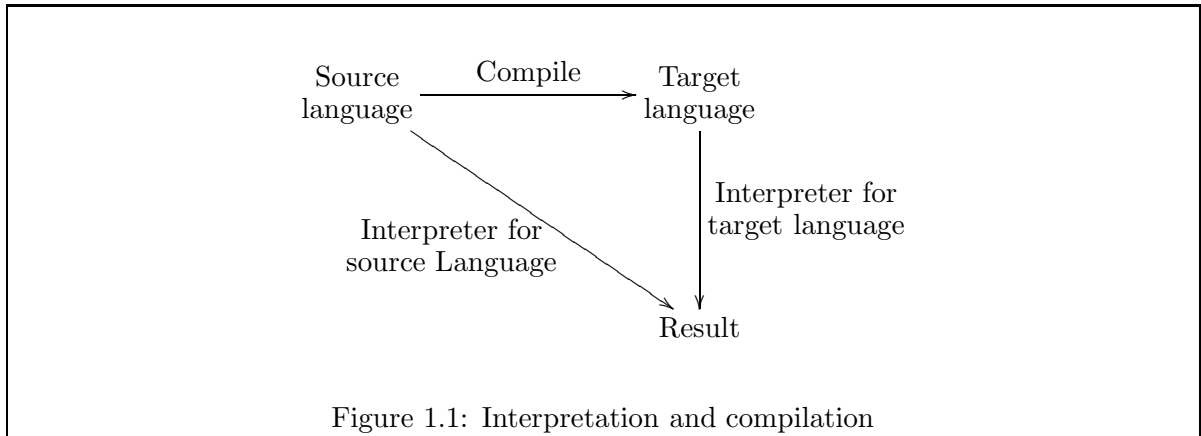 Compile
Source
language
Target
language
Interpreter for
target language
Interpreter for
source Language
Result
Figure 1.1: Interpretation and compilation